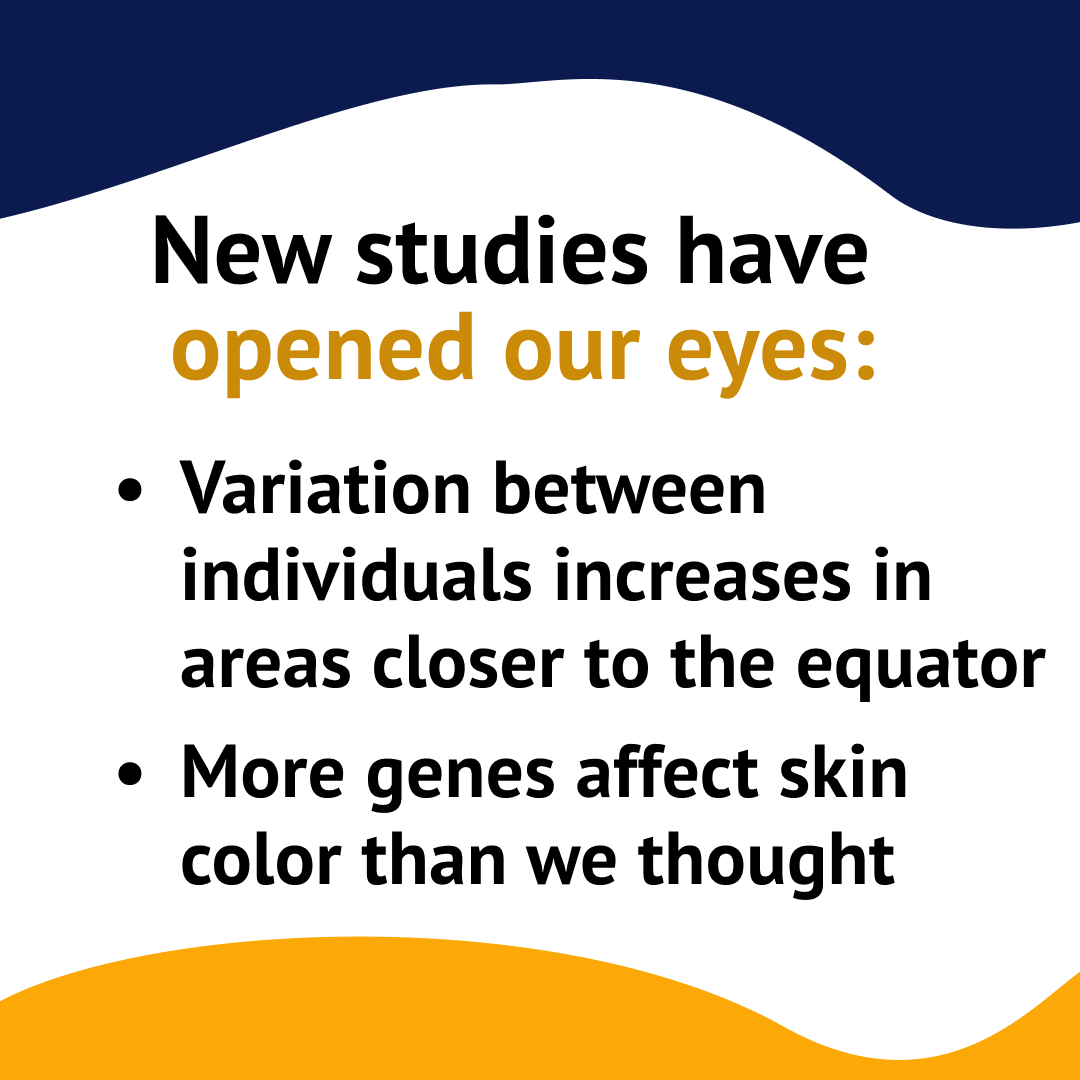 New studies have
opened our eyes:
• Variation between
individuals increases in
areas closer to the equator
• More genes affect skin
color than we thought